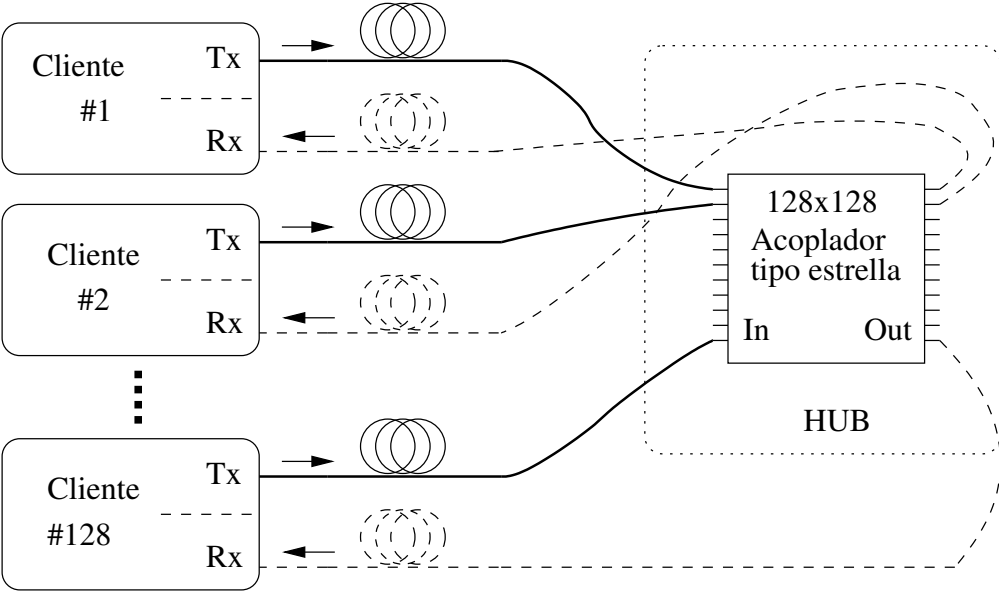 Cliente
#1
Tx
Rx
Cliente
#2
Tx
Rx
Cliente
#128
Tx
Rx
128x128
Acoplador
tipo estrella
In
Out
HUB